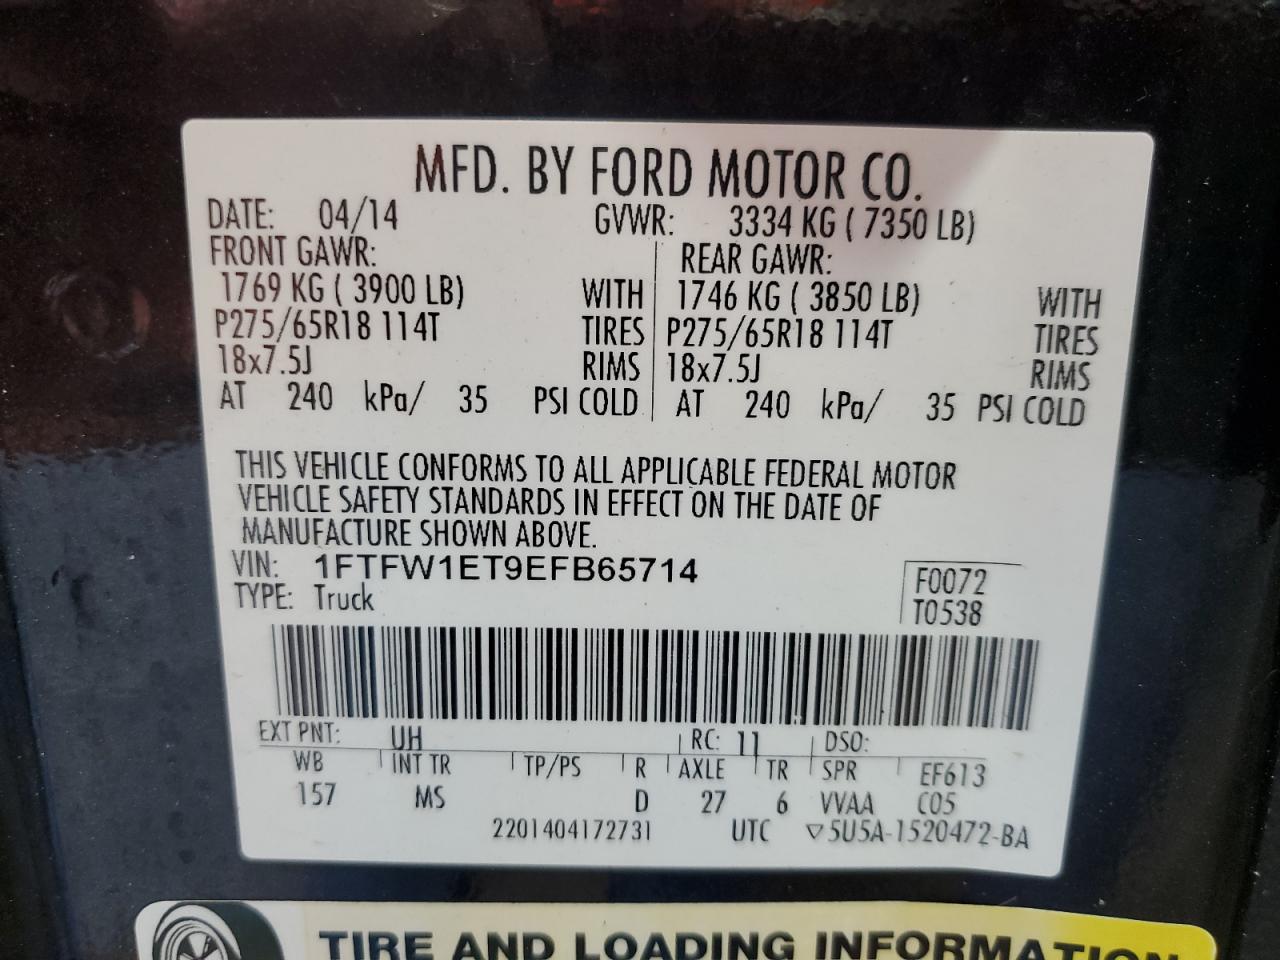 MFD. BY FORD MOTOR CO.
DATE: 04/14 GVWR: 3334 KG ( 7350 LB)
FRONT GAWR: REAR GAWR:
1769 KG ( 3900 LB) WITH 1746 KG ( 3850 LB) WITH
P275/65R18 114T TIRES P275/65R18 114T TIRES
18x7.5J RIMS 18x7.5J RIMS
AT 240 kPa/ 35 PSI COLD AT 240 kPa/ 35 PSI COLD
THIS VEHICLE CONFORMS TO ALL APPLICABLE FEDERAL MOTOR
VEHICLE SAFETY STANDARDS IN EFFECT ON THE DATE OF
MANUFACTURE SHOWN ABOVE.
VIN: 1FTFW1ET9EFB65714 F0072
TYPE: Truck T0538
EXT PNT: UH RC: 11 DSO:
WB INT TR TP/PS R AXLE TR SPR EF613
157 MS D 27 6 VVAA C05
2201404172731 UTC ▽5U5A-1520472-BA
TIRE AND LOADING INFORMATION